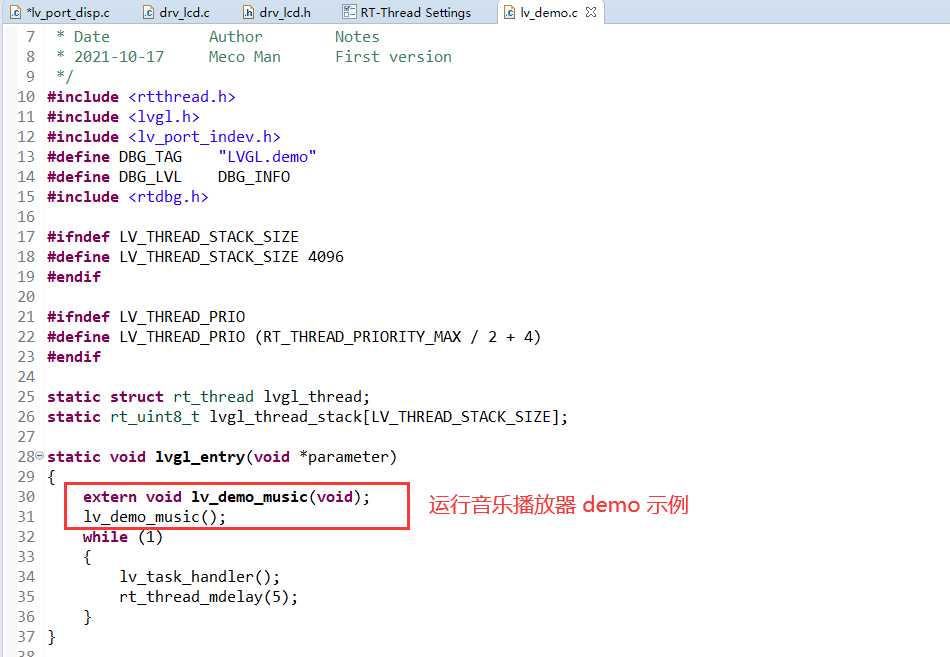 *lv_port_disp.c drv_lcd.c drv_lcd.h RT-Thread Settings lv_demo.c
7 * Date Author Notes
8 * 2021-10-17 Meco Man First version
9 */
10 #include <rtthread.h>
11 #include <lvgl.h>
12 #include <lv_port_indev.h>
13 #define DBG_TAG "LVGL.demo"
14 #define DBG_LVL DBG_INFO
15 #include <rtdbg.h>
16
17 #ifndef LV_THREAD_STACK_SIZE
18 #define LV_THREAD_STACK_SIZE 4096
19 #endif
20
21 #ifndef LV_THREAD_PRIO
22 #define LV_THREAD_PRIO (RT_THREAD_PRIORITY_MAX / 2 + 4)
23 #endif
24
25 static struct rt_thread lvgl_thread;
26 static rt_uint8_t lvgl_thread_stack[LV_THREAD_STACK_SIZE];
27
28 static void lvgl_entry(void *parameter)
29 {
30 extern void lv_demo_music(void);
31 lv_demo_music();
运行音乐播放器 demo 示例
32 while (1)
33 {
34 lv_task_handler();
35 rt_thread_mdelay(5);
36 }
37 }
38